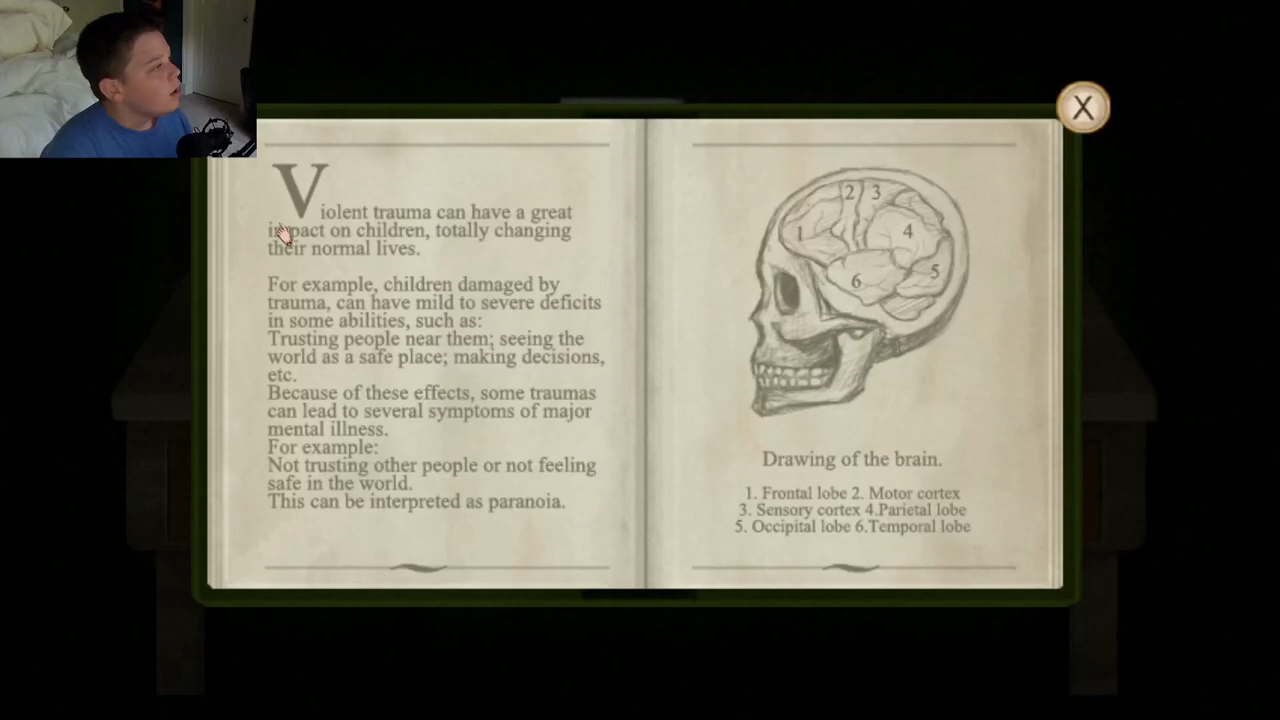 X
Violent trauma can have a great
impact on children, totally changing
their normal lives.
For example, children damaged by
trauma, can have mild to severe deficits
in some abilities, such as:
Trusting people near them; seeing the
world as a safe place; making decisions,
etc.
Because of these effects, some traumas
can lead to several symptoms of major
mental illness.
For example:
Not trusting other people or not feeling
safe in the world.
This can be interpreted as paranoia.
1
2
3
4
5
6
Drawing of the brain.
1. Frontal lobe 2. Motor cortex
3. Sensory cortex 4.Parietal lobe
5. Occipital lobe 6.Temporal lobe